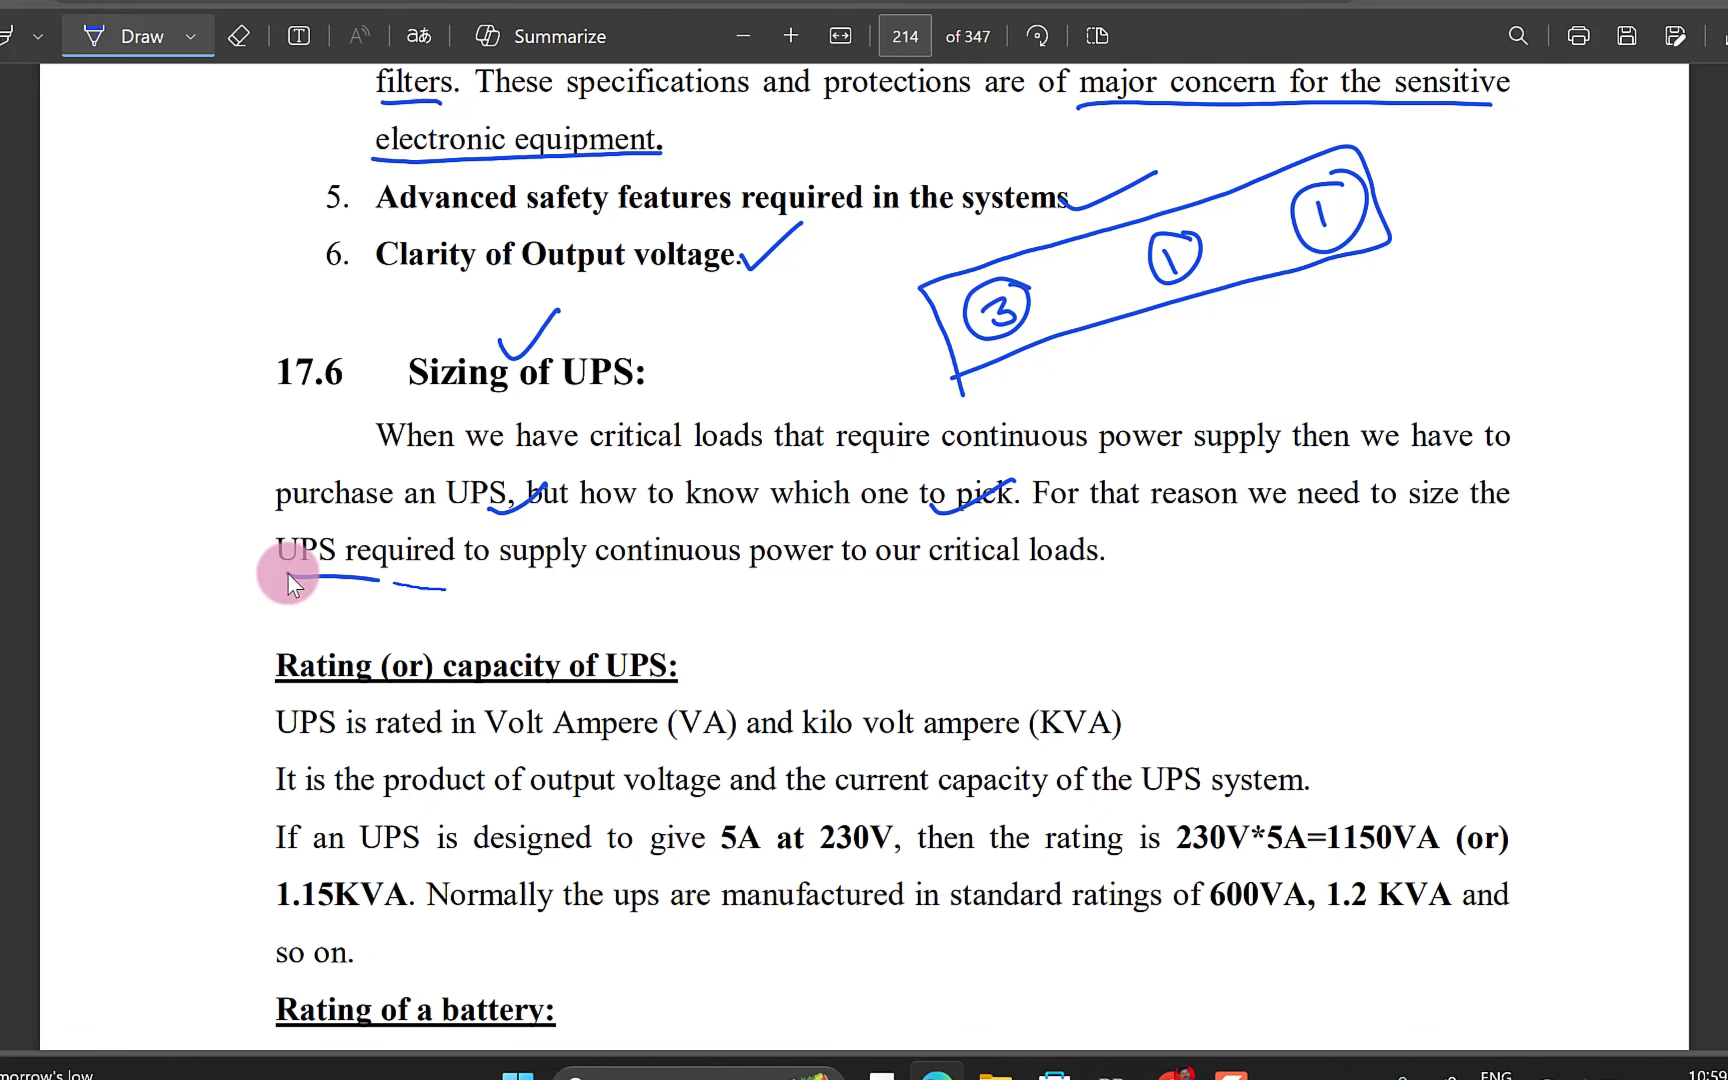 Draw
aあ
Summarize
214 of 347
filters. These specifications and protections are of major concern for the sensitive
electronic equipment.
5. Advanced safety features required in the systems
6. Clarity of Output voltage.
3 1 1
17.6 Sizing of UPS:
When we have critical loads that require continuous power supply then we have to
purchase an UPS, but how to know which one to pick. For that reason we need to size the
UPS required to supply continuous power to our critical loads.
Rating (or) capacity of UPS:
UPS is rated in Volt Ampere (VA) and kilo volt ampere (KVA)
It is the product of output voltage and the current capacity of the UPS system.
If an UPS is designed to give 5A at 230V, then the rating is 230V*5A=1150VA (or)
1.15KVA. Normally the ups are manufactured in standard ratings of 600VA, 1.2 KVA and
so on.
Rating of a battery:
morrow's low
ENG
10:59